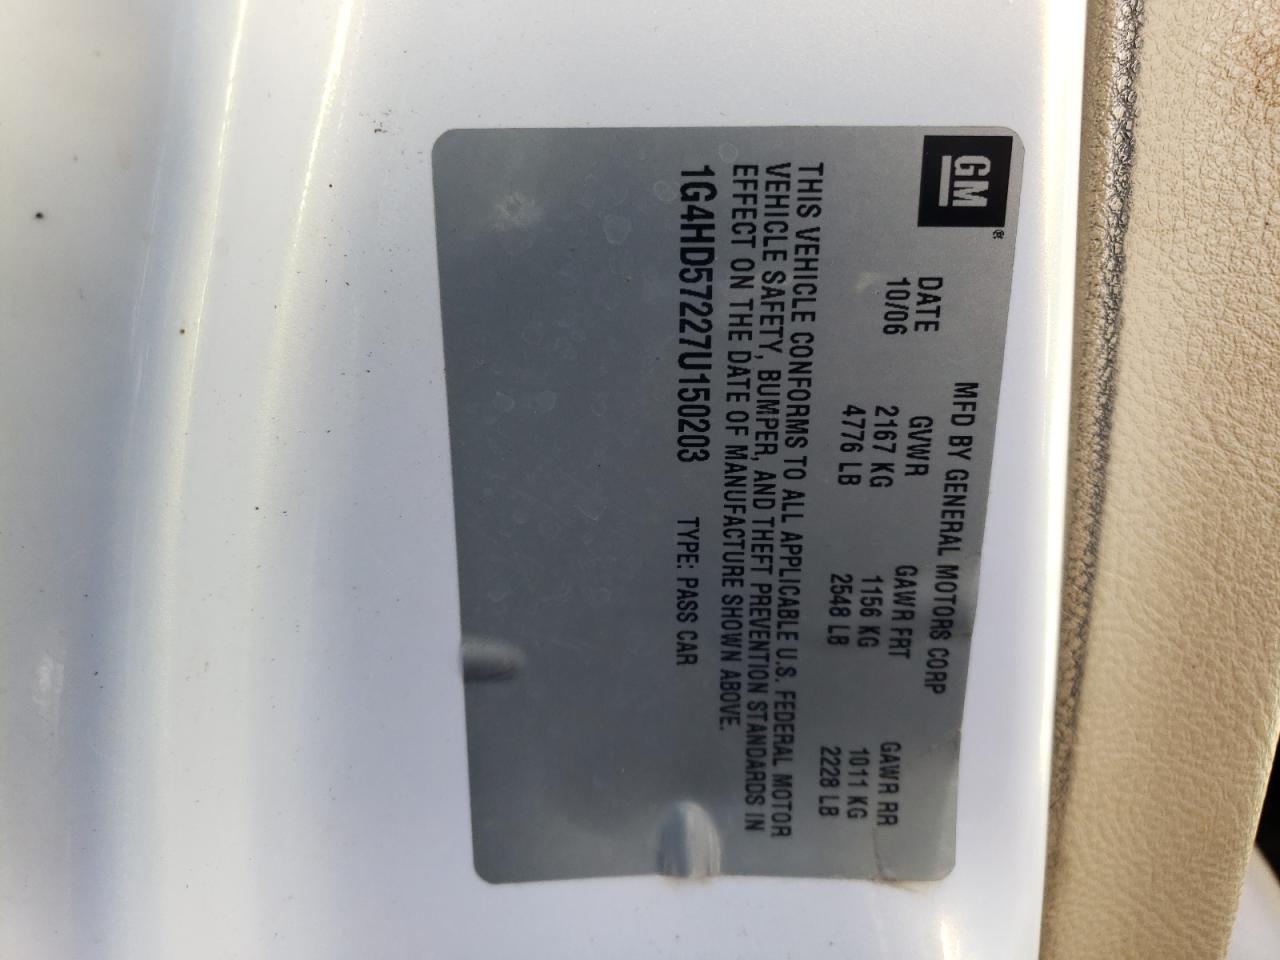 GM®
MFD BY GENERAL MOTORS CORP
DATE GVWR GAWR FRT GAWR RR
10/06 2167 KG 1156 KG 1011 KG
4776 LB 2548 LB 2228 LB
THIS VEHICLE CONFORMS TO ALL APPLICABLE U.S. FEDERAL MOTOR
VEHICLE SAFETY, BUMPER, AND THEFT PREVENTION STANDARDS IN
EFFECT ON THE DATE OF MANUFACTURE SHOWN ABOVE.
1G4HD57227U150203 TYPE: PASS CAR